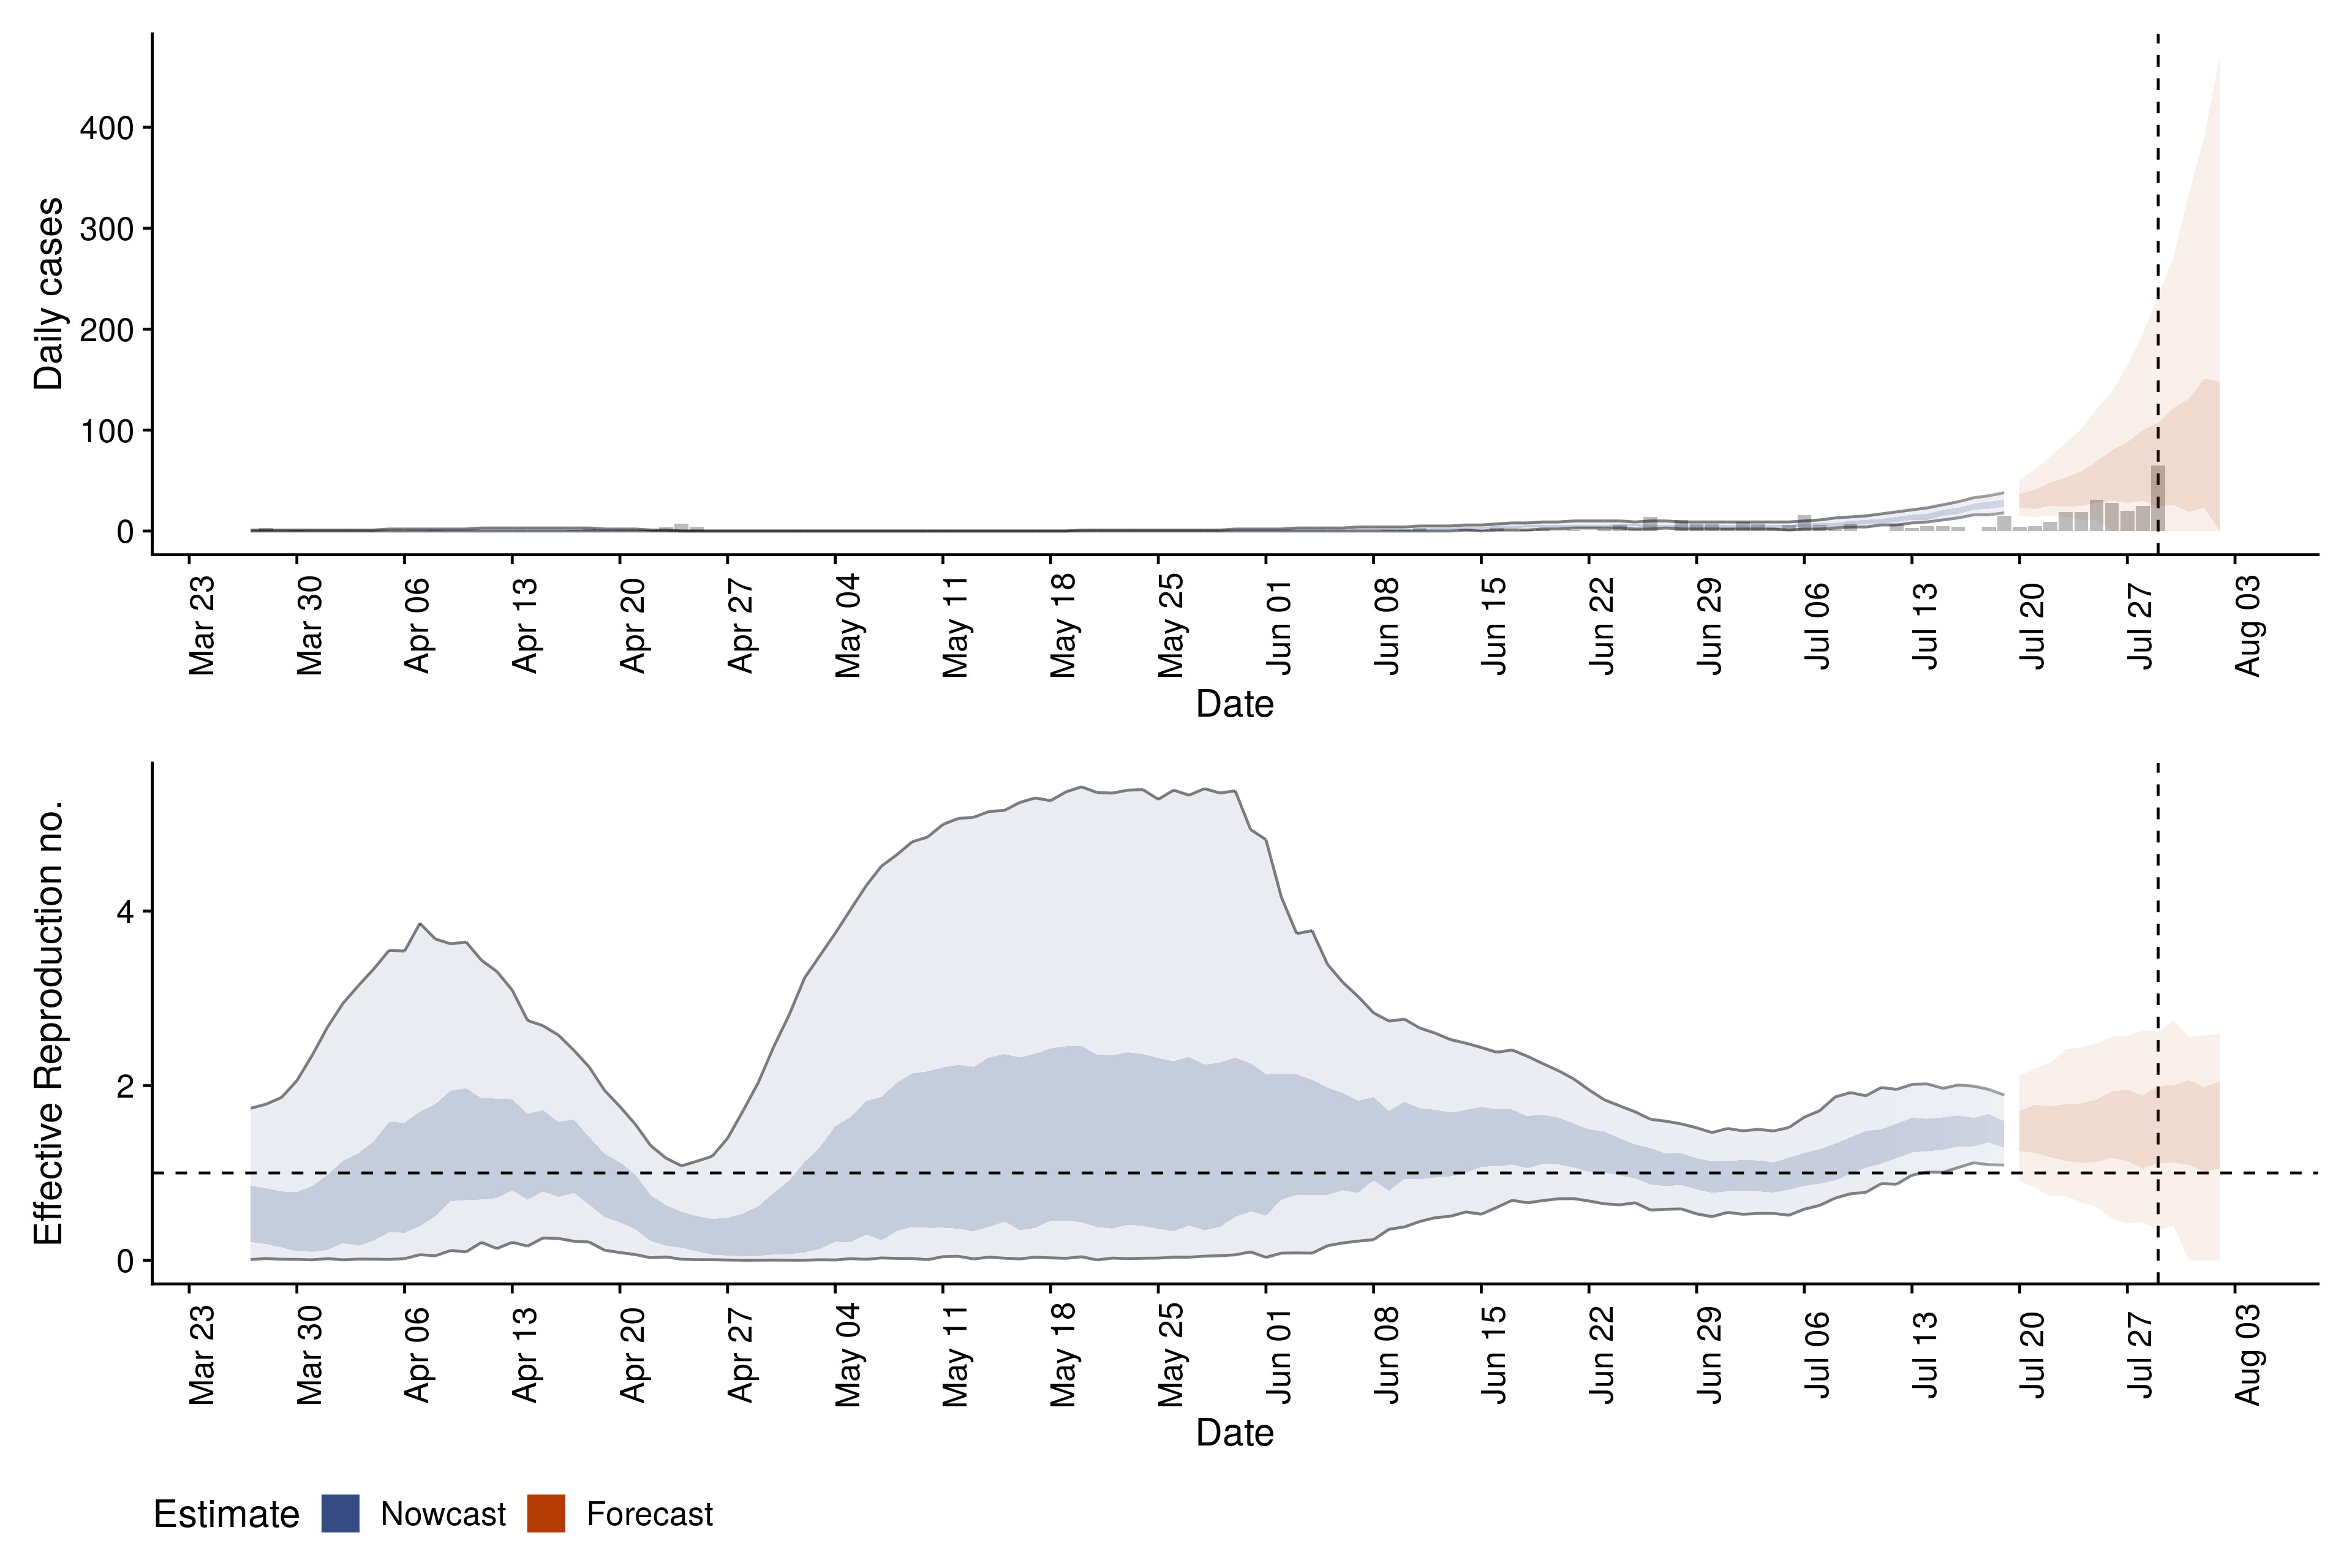 Daily cases
400
300
200
100
0
Mar 23
Mar 30
Apr 06
Apr 13
Apr 20
Apr 27
May 04
May 11
May 18
May 25
Jun 01
Jun 08
Jun 15
Jun 22
Jun 29
Jul 06
Jul 13
Jul 20
Jul 27
Aug 03
Date
Effective Reproduction no.
4
2
0
Mar 23
Mar 30
Apr 06
Apr 13
Apr 20
Apr 27
May 04
May 11
May 18
May 25
Jun 01
Jun 08
Jun 15
Jun 22
Jun 29
Jul 06
Jul 13
Jul 20
Jul 27
Aug 03
Date
Estimate Nowcast Forecast